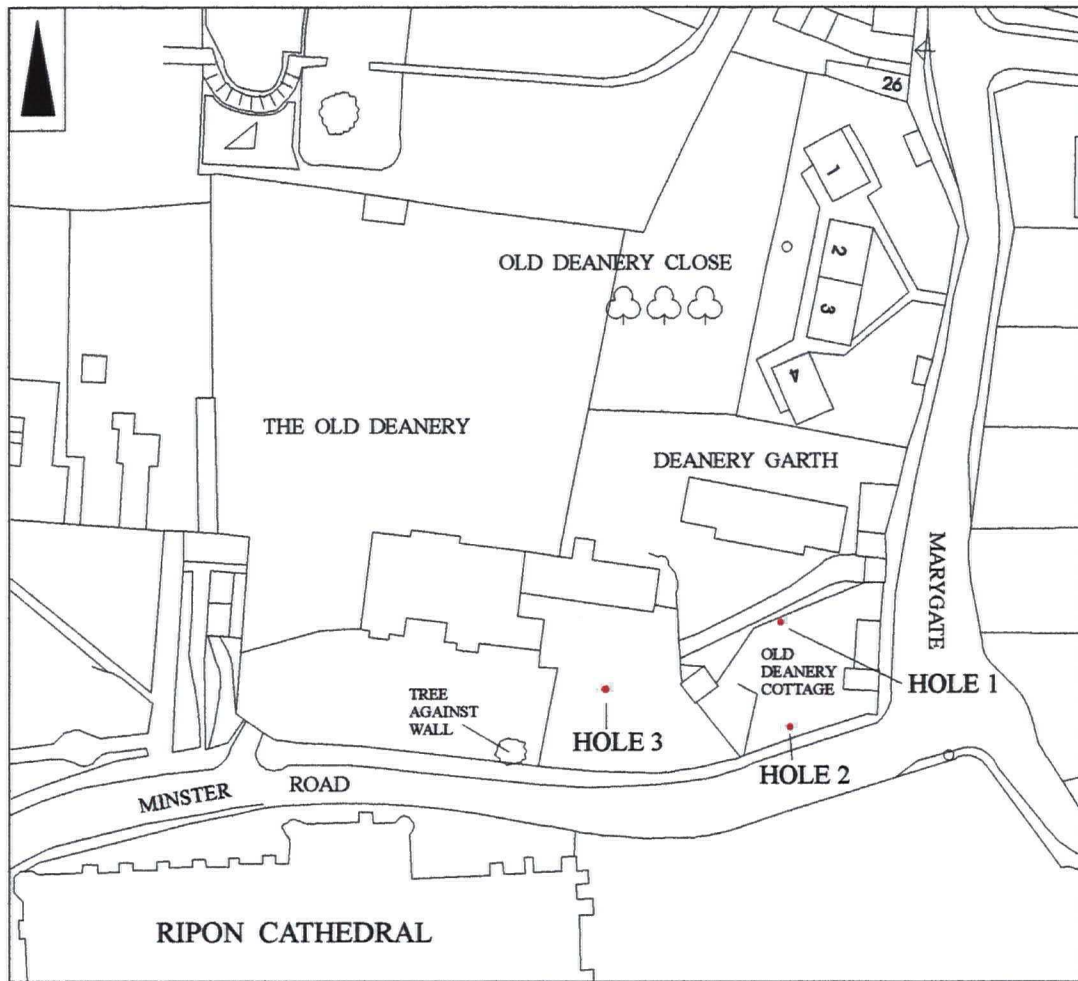 26
1
OLD DEANERY CLOSE
2
3
4
THE OLD DEANERY
DEANERY GARTH
MARYGATE
OLD
DEANERY
COTTAGE
HOLE 1
TREE
AGAINST
WALL
HOLE 3
HOLE 2
MINSTER ROAD
RIPON CATHEDRAL